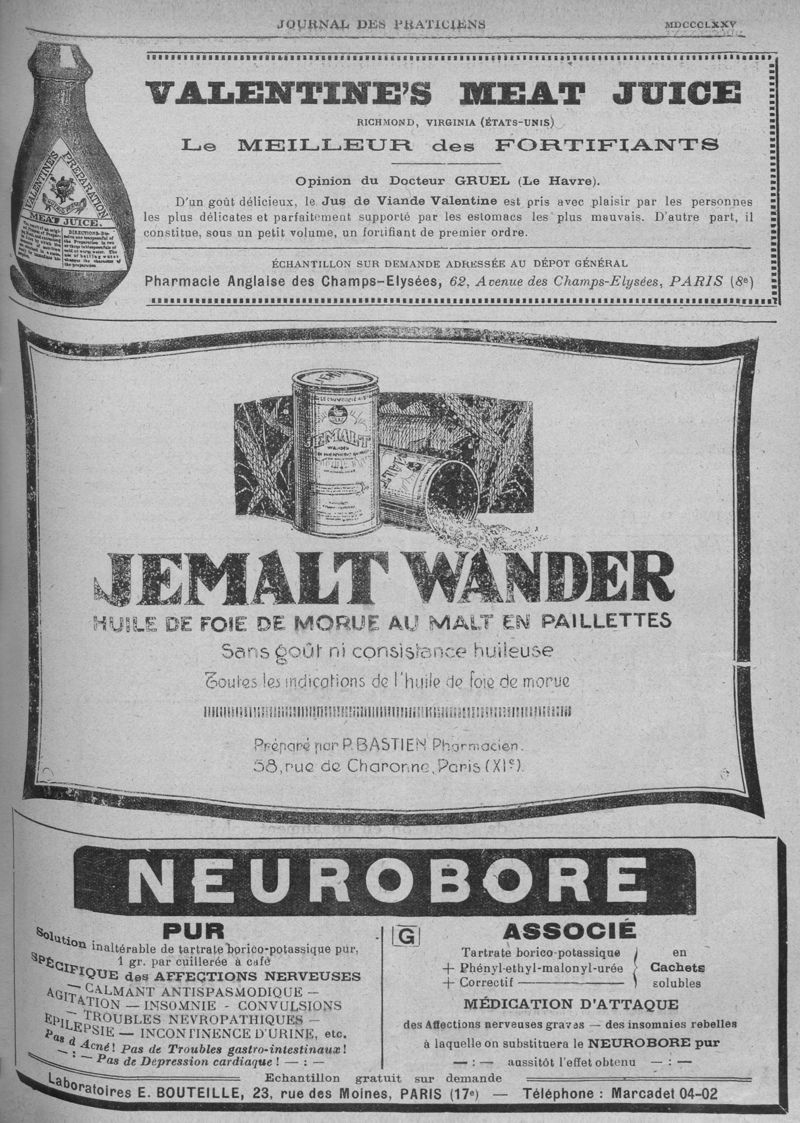 JOURNAL DES PRATICIENS
MDCCCLXXV
VALENTINE'S MEAT JUICE
RICHMOND, VIRGINIA (ÉTATS-UNIS)
Le MEILLEUR des FORTIFIANTS
Opinion du Docteur GRUEL (Le Havre).
D'un goût délicieux, le Jus de Viande Valentine est pris avec plaisir par les personnes
les plus délicates et parfaitement supporté par les estomacs les plus mauvais. D'autre part, il
constitue, sous un petit volume, un fortifiant de premier ordre.
ÉCHANTILLON SUR DEMANDE ADRESSÉE AU DÉPOT GÉNÉRAL
Pharmacie Anglaise des Champs-Elysées, 62, Avenue des Champs-Elysées, PARIS (8e)
VALENTINE'S PREPARATION
MEAT JUICE.
JEMALT
WANDER
JEMALT WANDER
HUILE DE FOIE DE MORUE AU MALT EN PAILLETTES
Sans goût ni consistance huileuse
Toutes les indications de l'huile de foie de morue
Préparé par P. BASTIEN Pharmacien.
58, rue de Charonne, Paris (XIe).
NEUROBORE
PUR
Solution inaltérable de tartrate borico-potassique pur,
1 gr. par cuillerée à café
SPÉCIFIQUE des AFFECTIONS NERVEUSES
— CALMANT ANTISPASMODIQUE —
AGITATION — INSOMNIE - CONVULSIONS
— TROUBLES NEVROPATHIQUES —
EPILEPSIE — INCONTINENCE D'URINE, etc.
Pas d'Acné! Pas de Troubles gastro-intestinaux!
— : — Pas de Dépression cardiaque! — : —
G
ASSOCIÉ
Tartrate borico-potassique
+ Phényl-ethyl-malonyl-urée
+ Correctif
en
Cachets
solubles
MÉDICATION D'ATTAQUE
des Affections nerveuses graves — des insomnies rebelles
à laquelle on substituera le NEUROBORE pur
— : — aussitôt l'effet obtenu — : —
Echantillon gratuit sur demande
Laboratoires E. BOUTEILLE, 23, rue des Moines, PARIS (17e) — Téléphone : Marcadet 04-02